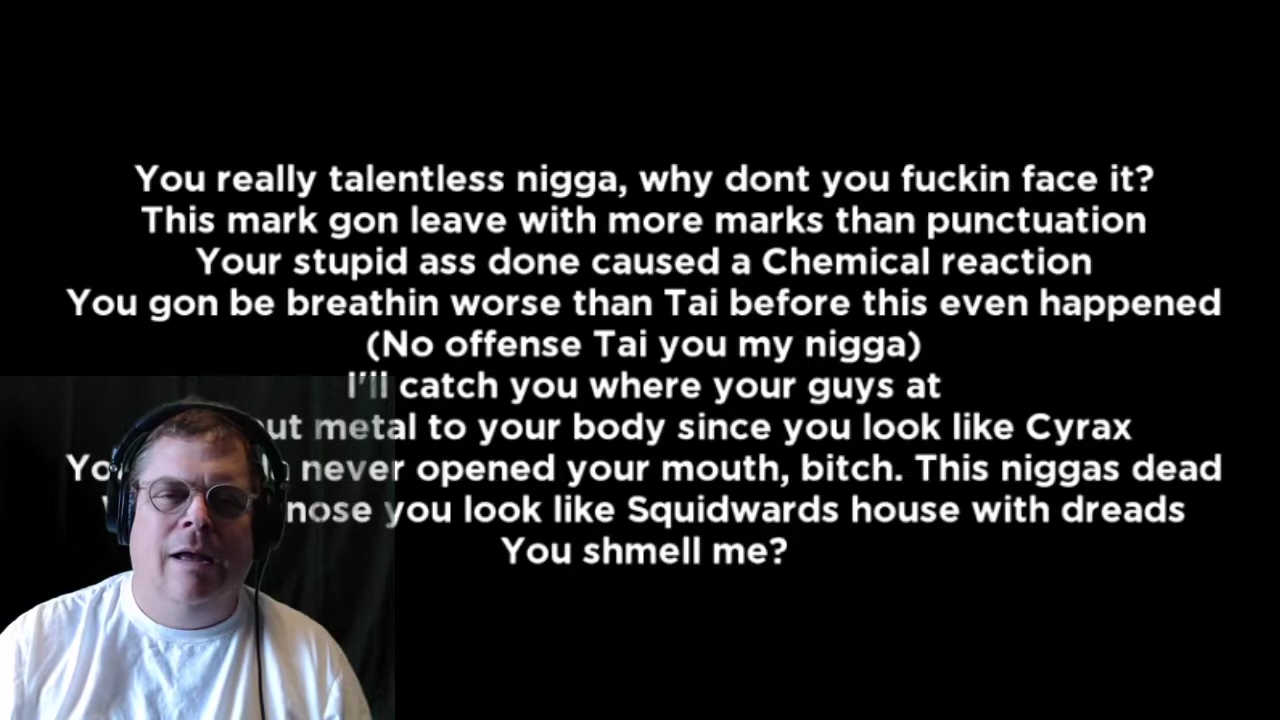 You really talentless nigga, why dont you fuckin face it?
This mark gon leave with more marks than punctuation
Your stupid ass done caused a Chemical reaction
You gon be breathin worse than Tai before this even happened
(No offense Tai you my nigga)
I'll catch you where your guys at
metal to your body since you look like Cyrax
never opened your mouth, bitch. This niggas dead
nose you look like Squidwards house with dreads
You shmell me?